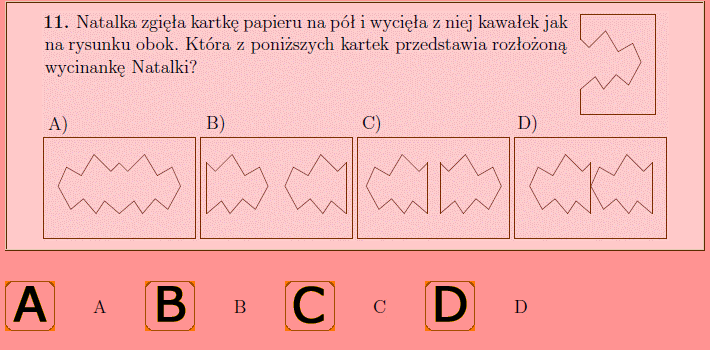 11. Natalka zgięła kartkę papieru na pół i wycięła z niej kawałek jak
na rysunku obok. Która z poniższych kartek przedstawia rozłożoną
wycinankę Natalki?
A) B) C) D)
A A B B C C D D